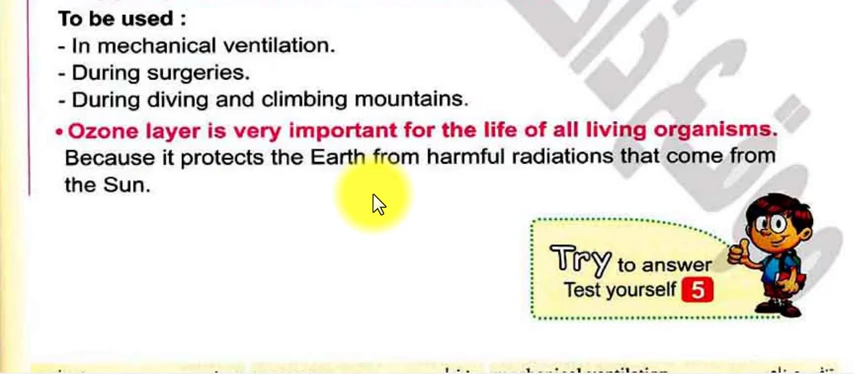 To be used :
- In mechanical ventilation.
- During surgeries.
- During diving and climbing mountains.
• Ozone layer is very important for the life of all living organisms.
Because it protects the Earth from harmful radiations that come from
the Sun.
Try to answer
Test yourself 5
mechanical ventilation